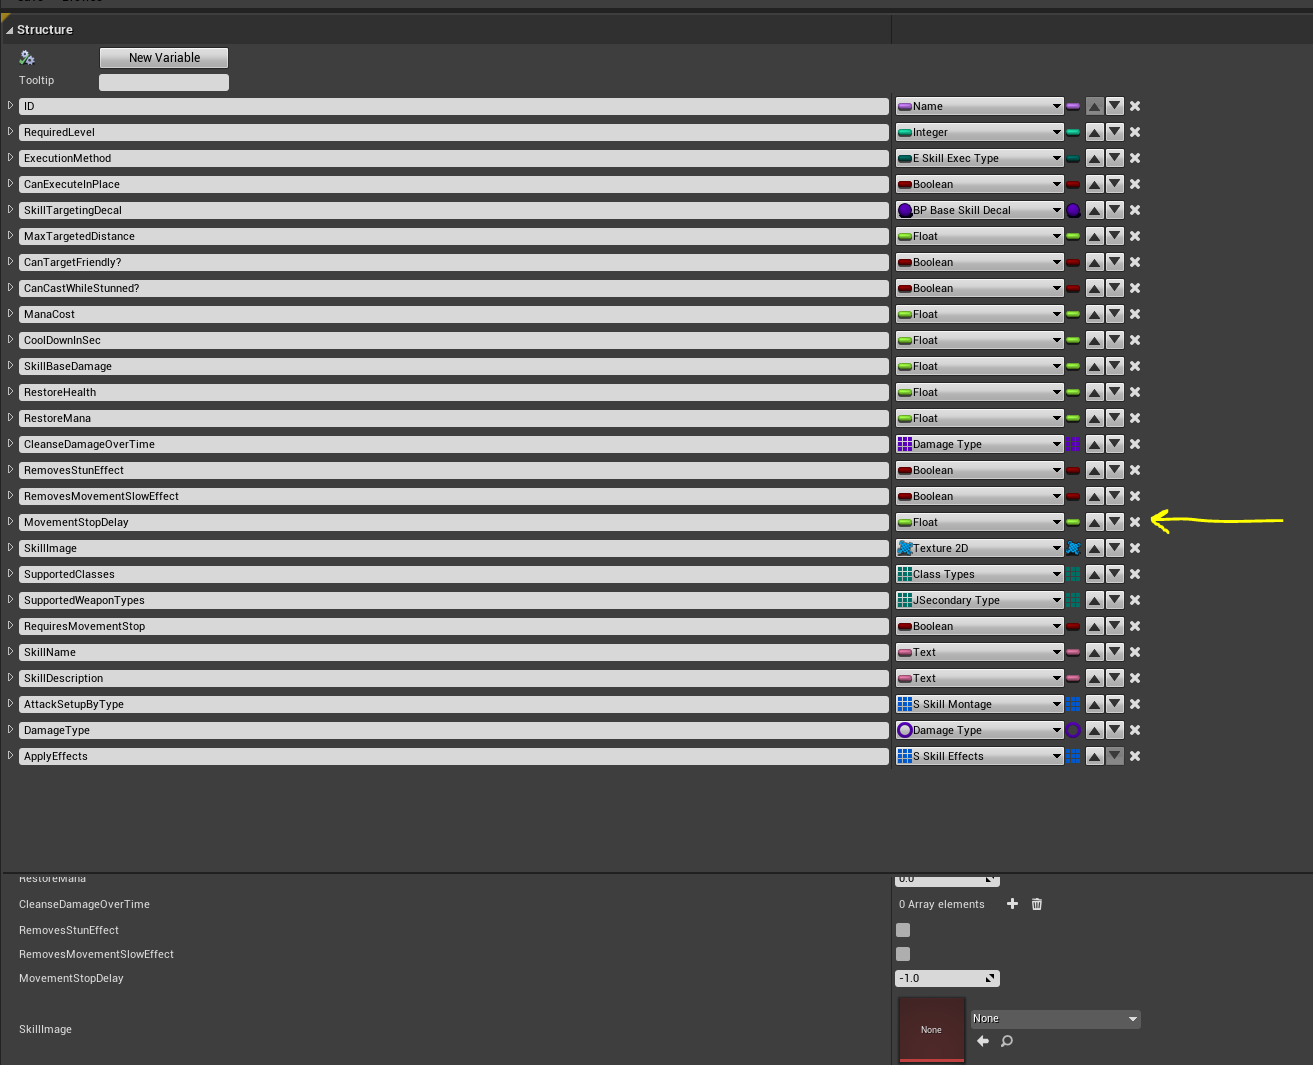 Structure
New Variable
Tooltip
ID Name
RequiredLevel Integer
ExecutionMethod E Skill Exec Type
CanExecuteInPlace Boolean
SkillTargetingDecal BP Base Skill Decal
MaxTargetedDistance Float
CanTargetFriendly? Boolean
CanCastWhileStunned? Boolean
ManaCost Float
CoolDownInSec Float
SkillBaseDamage Float
RestoreHealth Float
RestoreMana Float
CleanseDamageOverTime Damage Type
RemovesStunEffect Boolean
RemovesMovementSlowEffect Boolean
MovementStopDelay Float
SkillImage Texture 2D
SupportedClasses Class Types
SupportedWeaponTypes JSecondary Type
RequiresMovementStop Boolean
SkillName Text
SkillDescription Text
AttackSetupByType S Skill Montage
DamageType Damage Type
ApplyEffects S Skill Effects
RestoreMana 0.0
CleanseDamageOverTime 0 Array elements
RemovesStunEffect
RemovesMovementSlowEffect
MovementStopDelay -1.0
SkillImage None None